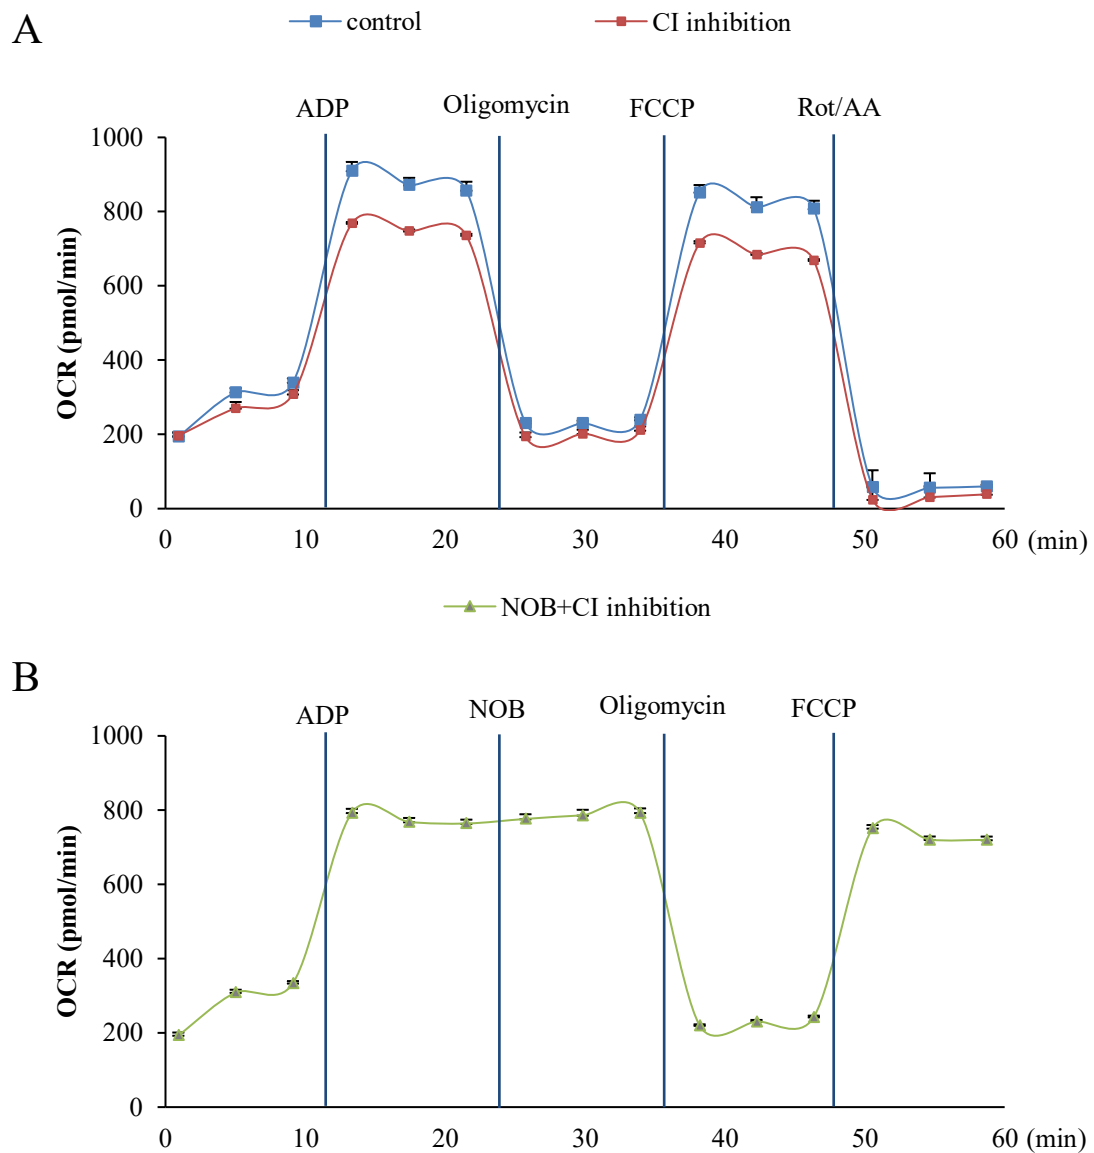 A
control
CI inhibition
ADP
Oligomycin
FCCP
Rot/AA
OCR (pmol/min)
1000
800
600
400
200
0
0 10 20 30 40 50 60 (min)
NOB+CI inhibition
B
ADP
NOB
Oligomycin
FCCP
OCR (pmol/min)
1000
800
600
400
200
0
0 10 20 30 40 50 60 (min)